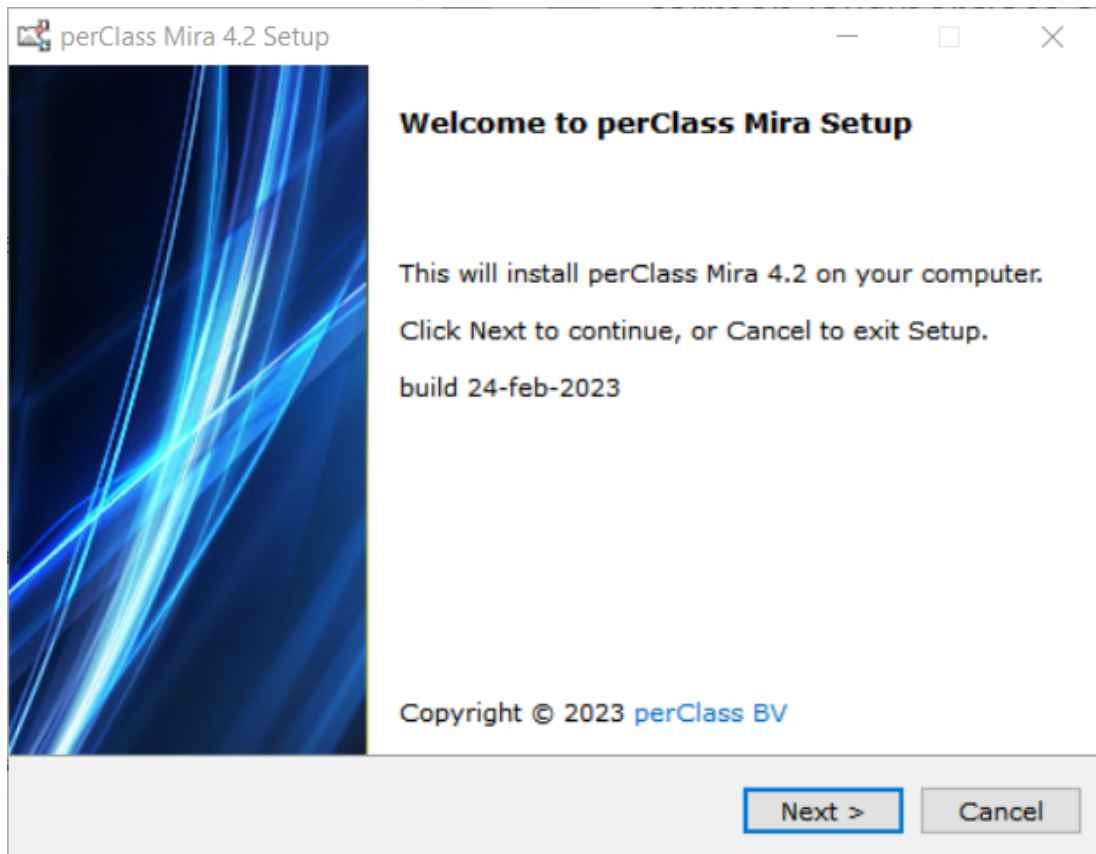 perClass Mira 4.2 Setup
Welcome to perClass Mira Setup
This will install perClass Mira 4.2 on your computer.
Click Next to continue, or Cancel to exit Setup.
build 24-feb-2023
Copyright © 2023 perClass BV
Next >
Cancel